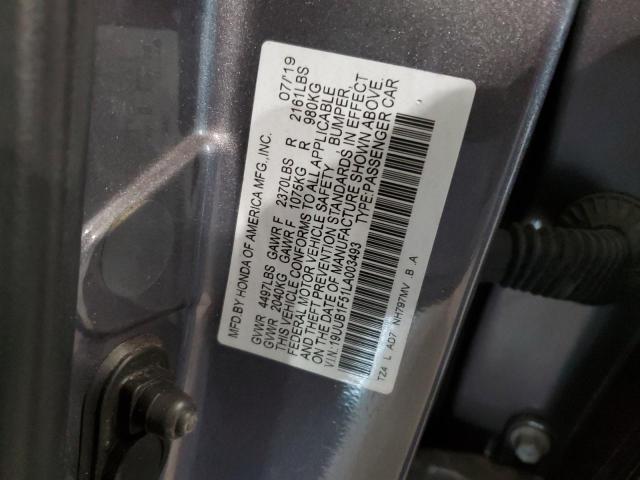 MFD BY HONDA OF AMERICA MFG.,INC. 07/19
GVWR 4497LBS GAWR F 2370LBS R 2161LBS
GVWR 2040KG GAWR F 1075KG R 980KG
THIS VEHICLE CONFORMS TO ALL APPLICABLE
FEDERAL MOTOR VEHICLE SAFETY, BUMPER,
AND THEFT PREVENTION STANDARDS IN EFFECT
ON THE DATE OF MANUFACTURE SHOWN ABOVE.
V.I.N.:19UUB1F51LA003493 TYPE:PASSENGER CAR
TZ4 L AD7 NH797MV B .A